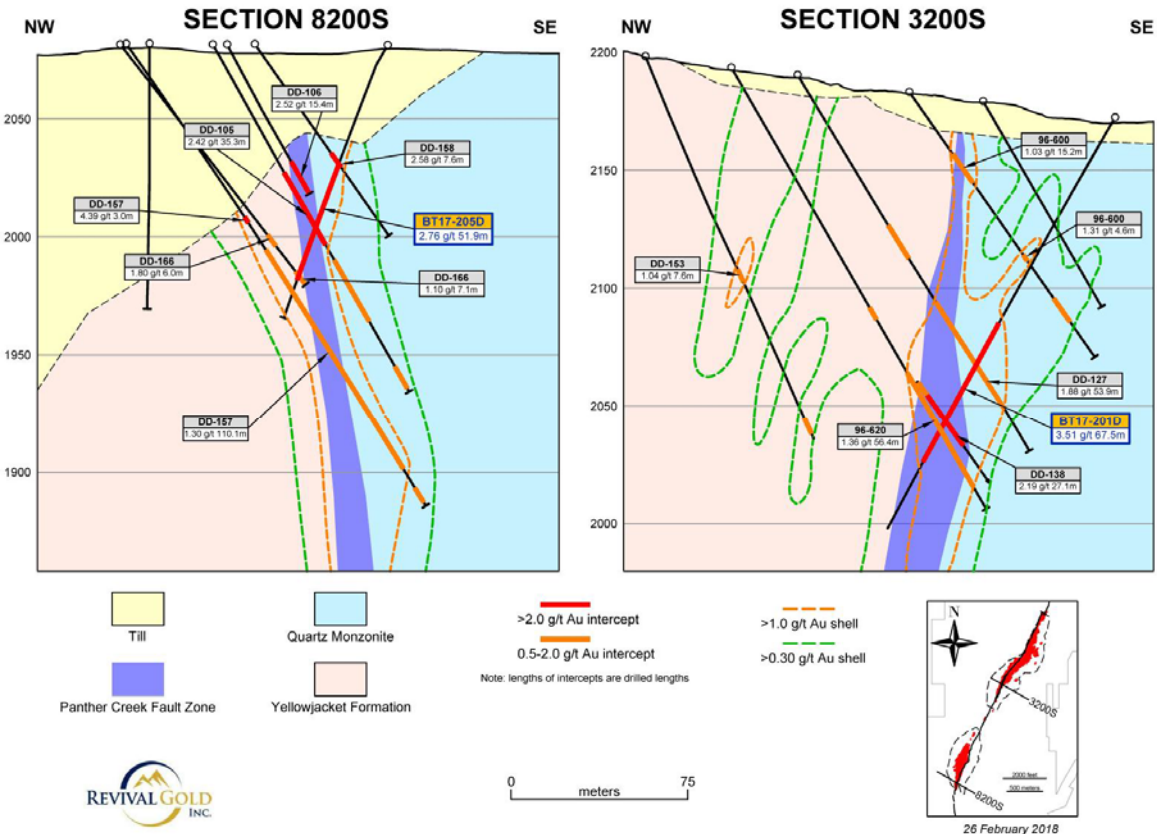 SECTION 8200S
NW
SE
2050
2000
1950
1900
DD-106
2.52 g/t 15.4m
DD-105
2.42 g/t 35.3m
DD-158
2.58 g/t 7.6m
DD-157
4.39 g/t 3.0m
BT17-205D
2.76 g/t 51.9m
DD-166
1.80 g/t 6.0m
DD-166
1.10 g/t 7.1m
DD-157
1.30 g/t 110.1m
SECTION 3200S
NW
SE
2200
2150
2100
2050
2000
96-600
1.03 g/t 15.2m
96-600
1.31 g/t 4.6m
DD-153
1.04 g/t 7.6m
DD-127
1.88 g/t 53.9m
BT17-201D
3.51 g/t 67.5m
96-620
1.36 g/t 56.4m
DD-138
2.19 g/t 27.1m
Till
Quartz Monzonite
Panther Creek Fault Zone
Yellowjacket Formation
>2.0 g/t Au intercept
0.5-2.0 g/t Au intercept
Note: lengths of intercepts are drilled lengths
>1.0 g/t Au shell
>0.30 g/t Au shell
REVIVAL GOLD
INC.
0
75
meters
N
3200S
2000 feet
500 meters
8200S
26 February 2018